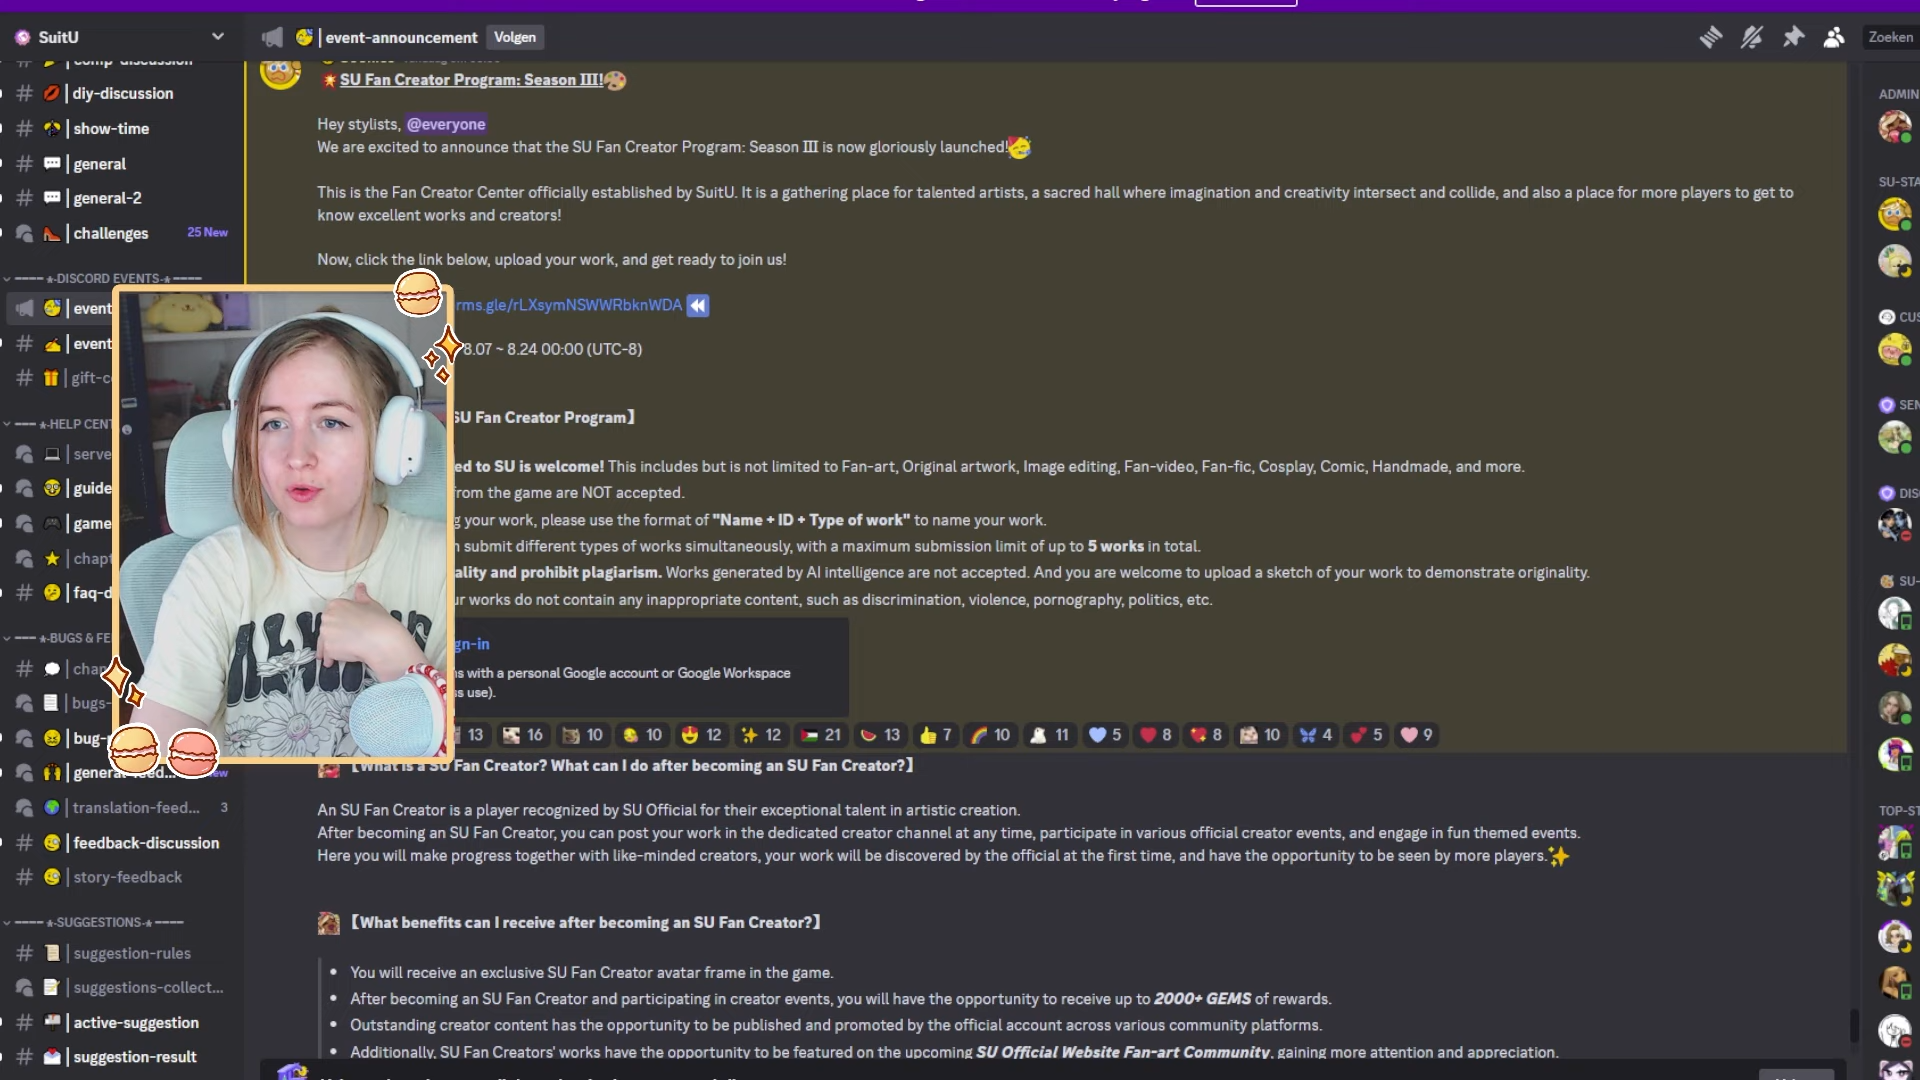 SuitU
| event-announcement
Volgen
Zoeken
comp-discussion
| diy-discussion
| show-time
| general
| general-2
| challenges
25 New
---- *-DISCORD EVENTS-* ----
| event
| event
| gift-c
*-HELP CENT
| serve
| guide
| game
| chapt
| faq-d
*-BUGS & FE
| chan
| bugs-
| bug-
| general-feed...
| translation-feed...
3
| feedback-discussion
| story-feedback
---- *-SUGGESTIONS-* ----
| suggestion-rules
| suggestions-collect...
| active-suggestion
| suggestion-result
SU Fan Creator Program: Season III!
Hey stylists, @everyone
We are excited to announce that the SU Fan Creator Program: Season III is now gloriously launched!
This is the Fan Creator Center officially established by SuitU. It is a gathering place for talented artists, a sacred hall where imagination and creativity intersect and collide, and also a place for more players to get to
know excellent works and creators!
Now, click the link below, upload your work, and get ready to join us!
rms.gle/rLXsymNSWWRbknWDA
8.07 ~ 8.24 00:00 (UTC-8)
SU Fan Creator Program】
ed to SU is welcome! This includes but is not limited to Fan-art, Original artwork, Image editing, Fan-video, Fan-fic, Cosplay, Comic, Handmade, and more.
from the game are NOT accepted.
g your work, please use the format of "Name + ID + Type of work" to name your work.
submit different types of works simultaneously, with a maximum submission limit of up to 5 works in total.
ality and prohibit plagiarism. Works generated by AI intelligence are not accepted. And you are welcome to upload a sketch of your work to demonstrate originality.
ur works do not contain any inappropriate content, such as discrimination, violence, pornography, politics, etc.
gn-in
s with a personal Google account or Google Workspace
ss use).
13 16 10 10 12 12 21 13 7 10 11 5 8 8 10 4 5 9
【What is a SU Fan Creator? What can I do after becoming an SU Fan Creator?】
An SU Fan Creator is a player recognized by SU Official for their exceptional talent in artistic creation.
After becoming an SU Fan Creator, you can post your work in the dedicated creator channel at any time, participate in various official creator events, and engage in fun themed events.
Here you will make progress together with like-minded creators, your work will be discovered by the official at the first time, and have the opportunity to be seen by more players.
【What benefits can I receive after becoming an SU Fan Creator?】
• You will receive an exclusive SU Fan Creator avatar frame in the game.
• After becoming an SU Fan Creator and participating in creator events, you will have the opportunity to receive up to 2000+ GEMS of rewards.
• Outstanding creator content has the opportunity to be published and promoted by the official account across various community platforms.
• Additionally, SU Fan Creators' works have the opportunity to be featured on the upcoming SU Official Website Fan-art Community, gaining more attention and appreciation.
ADMIN
SU-STA
CUS
SEN
DIS
SU-
TOP-ST